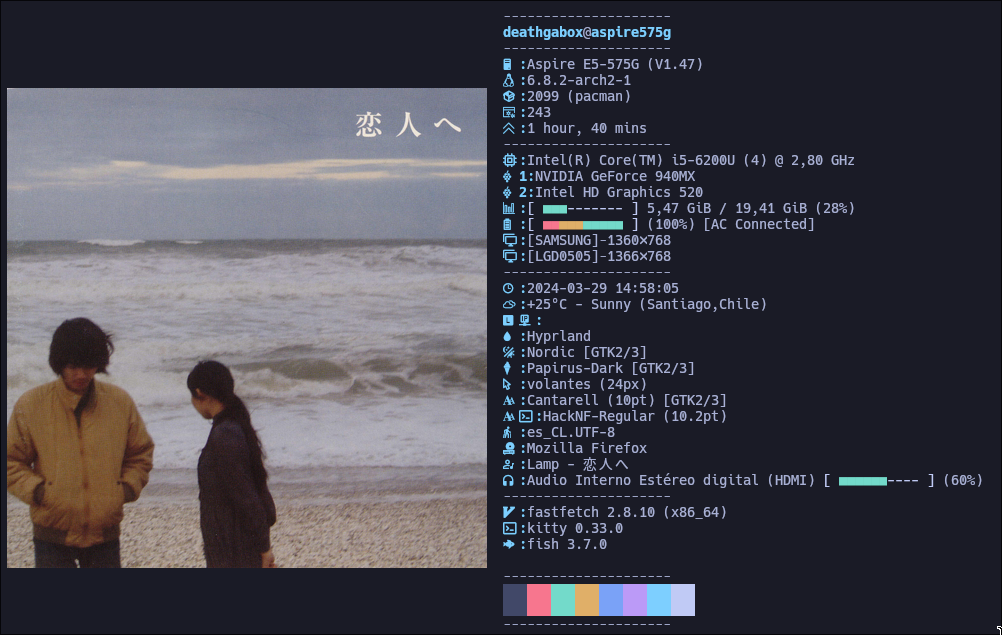 恋人へ
---------------------
deathgabox@aspire575g
---------------------
:Aspire E5-575G (V1.47)
:6.8.2-arch2-1
:2099 (pacman)
:243
:1 hour, 40 mins
---------------------
:Intel(R) Core(TM) i5-6200U (4) @ 2,80 GHz
1:NVIDIA GeForce 940MX
2:Intel HD Graphics 520
:[ ------- ] 5,47 GiB / 19,41 GiB (28%)
:[ ] (100%) [AC Connected]
:[SAMSUNG]-1360×768
:[LGD0505]-1366×768
---------------------
:2024-03-29 14:58:05
:+25°C - Sunny (Santiago,Chile)
L IP :
:Hyprland
:Nordic [GTK2/3]
:Papirus-Dark [GTK2/3]
:volantes (24px)
:Cantarell (10pt) [GTK2/3]
:HackNF-Regular (10.2pt)
:es_CL.UTF-8
:Mozilla Firefox
:Lamp - 恋人へ
:Audio Interno Estéreo digital (HDMI) [ ---- ] (60%)
---------------------
:fastfetch 2.8.10 (x86_64)
:kitty 0.33.0
:fish 3.7.0
---------------------
---------------------